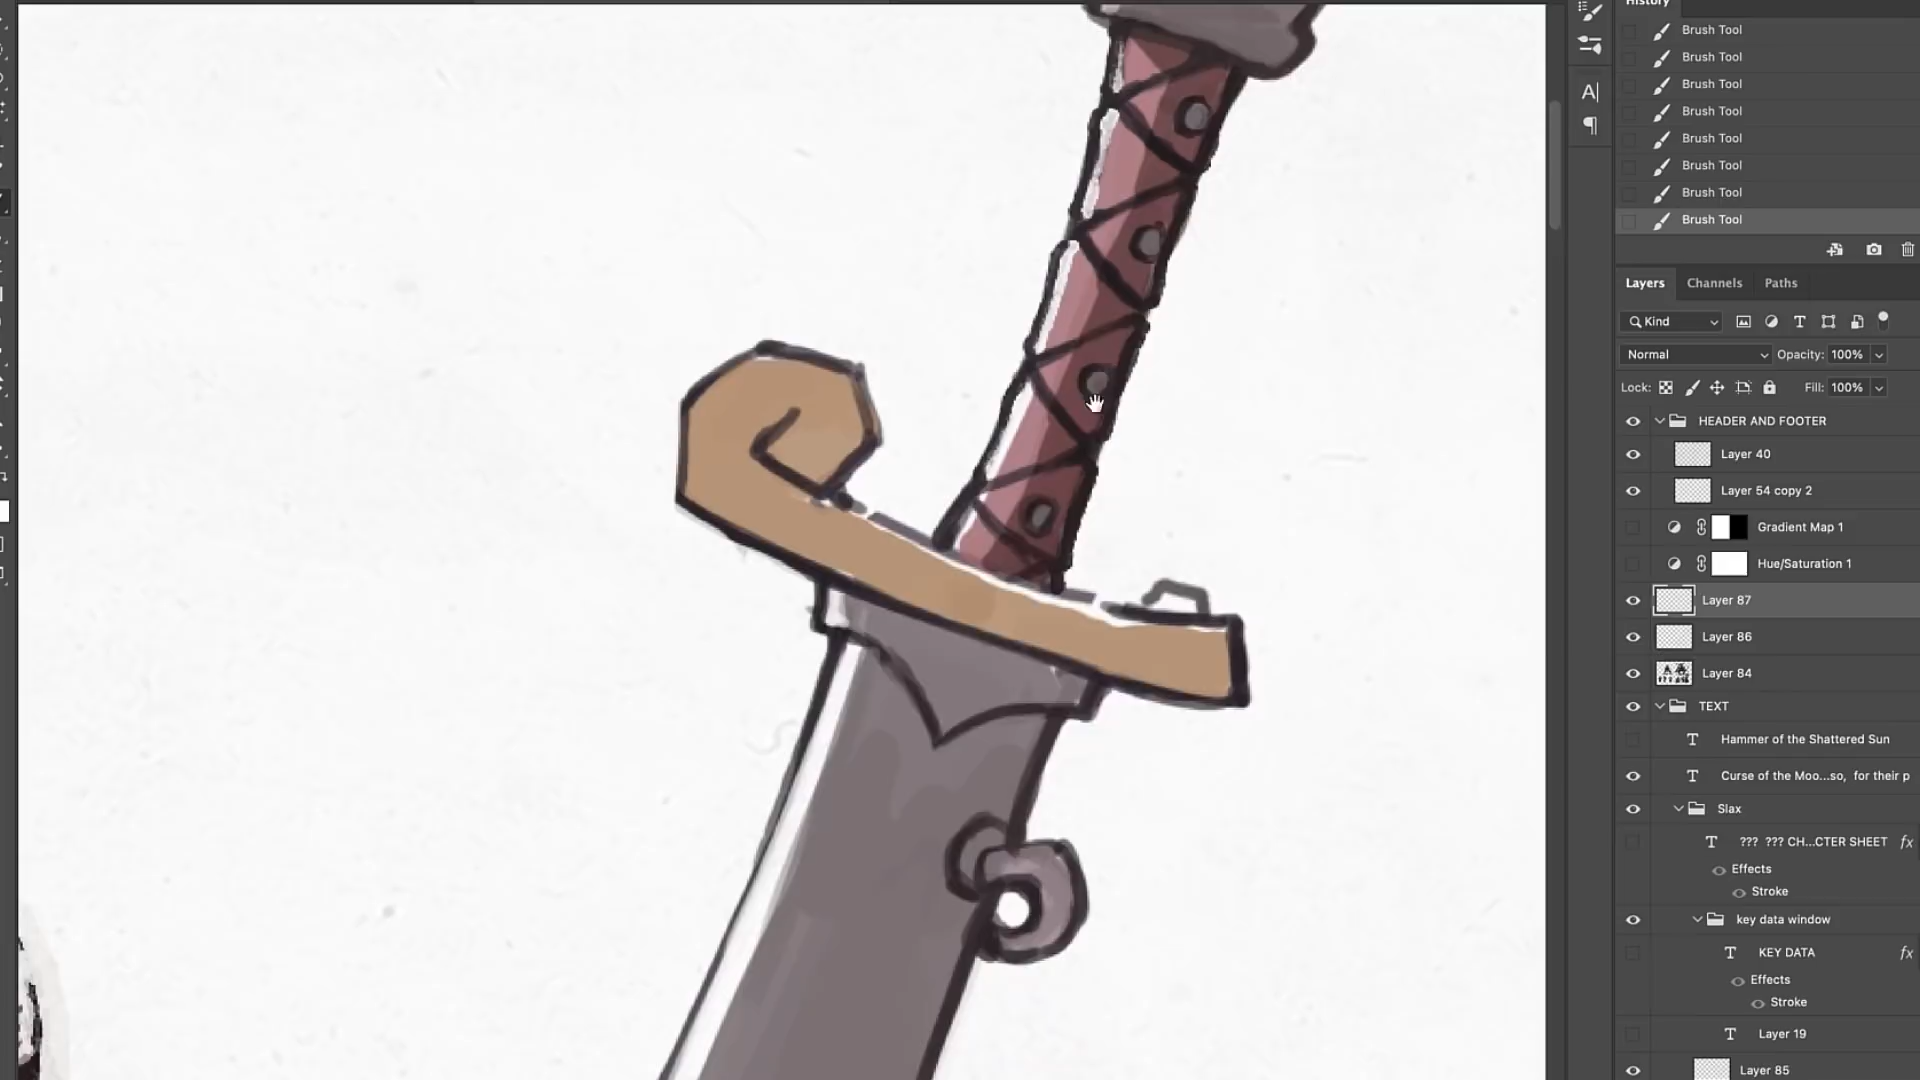 History
Brush Tool
Brush Tool
Brush Tool
Brush Tool
Brush Tool
Brush Tool
Brush Tool
Brush Tool
A|
¶
Layers Channels Paths
Kind
Normal Opacity: 100%
Lock: Fill: 100%
HEADER AND FOOTER
Layer 40
Layer 54 copy 2
Gradient Map 1
Hue/Saturation 1
Layer 87
Layer 86
Layer 84
TEXT
T Hammer of the Shattered Sun
T Curse of the Moo...so, for their p
Slax
T ??? ??? CH...CTER SHEET fx
Effects
Stroke
key data window
T KEY DATA fx
Effects
Stroke
T Layer 19
Layer 85